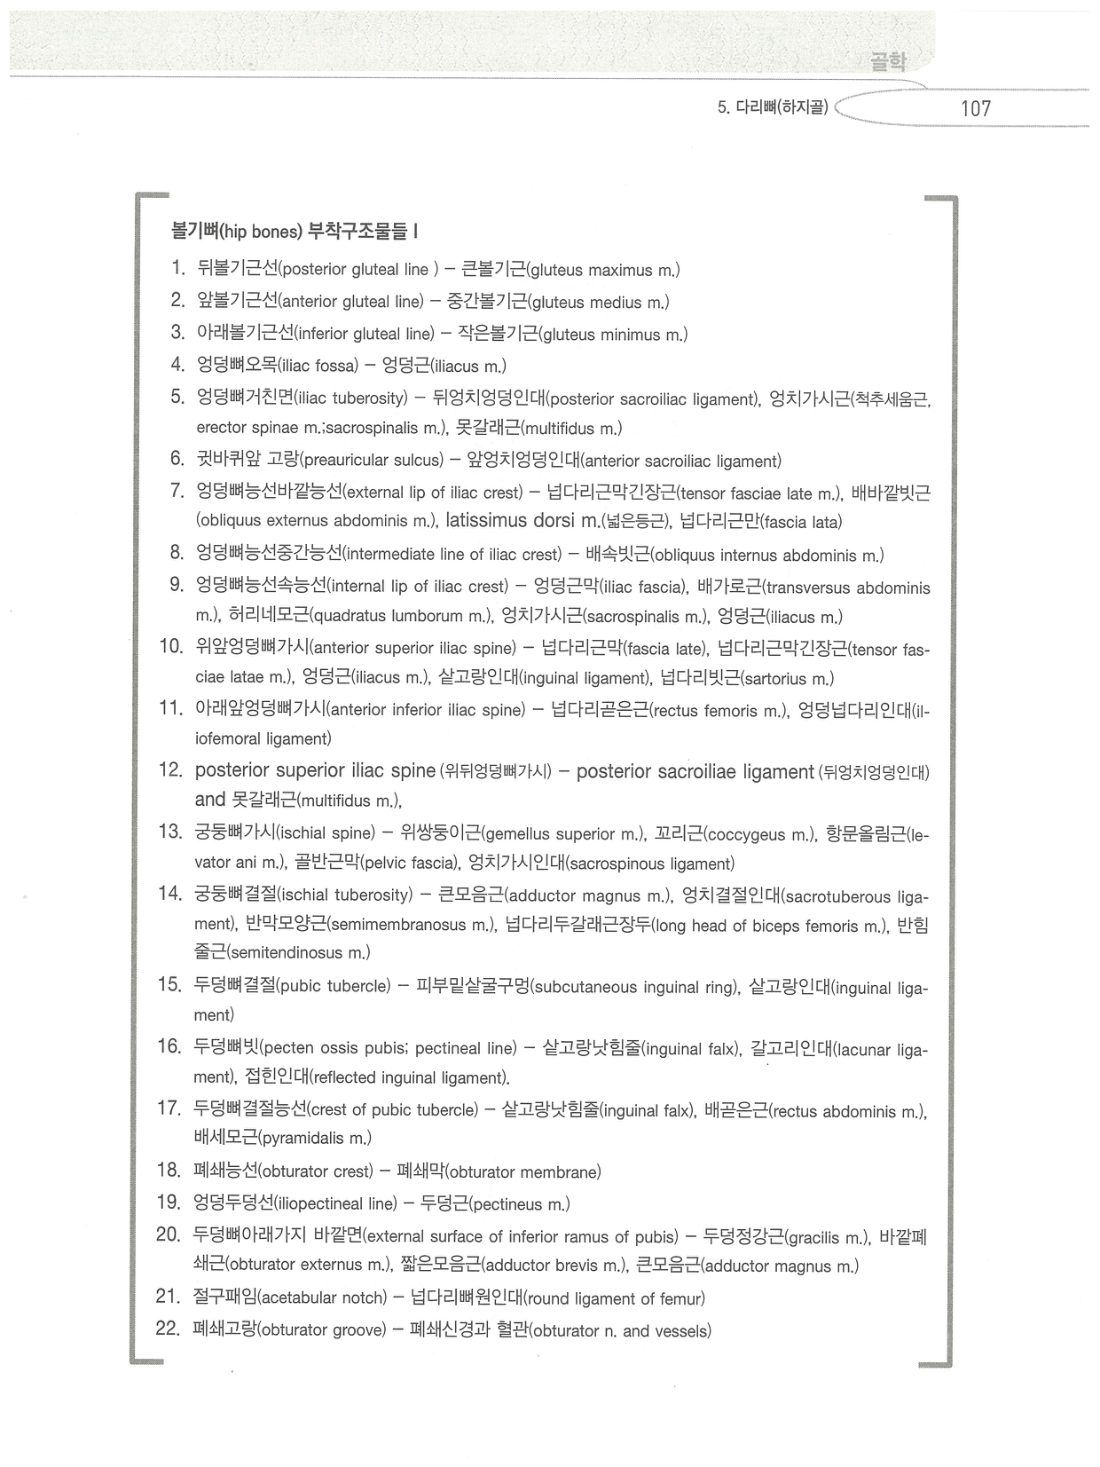 골학
5. 다리뼈(하지골)
107
볼기뼈(hip bones) 부착구조물들 I
1. 뒤볼기근선(posterior gluteal line ) – 큰볼기근(gluteus maximus m.)
2. 앞볼기근선(anterior gluteal line) – 중간볼기근(gluteus medius m.)
3. 아래볼기근선(inferior gluteal line) – 작은볼기근(gluteus minimus m.)
4. 엉덩뼈오목(iliac fossa) – 엉덩근(iliacus m.)
5. 엉덩뼈거친면(iliac tuberosity) – 뒤엉치엉덩인대(posterior sacroiliac ligament), 엉치가시근(척추세움근,
erector spinae m.;sacrospinalis m.), 못갈래근(multifidus m.)
6. 귓바퀴앞 고랑(preauricular sulcus) – 앞엉치엉덩인대(anterior sacroiliac ligament)
7. 엉덩뼈능선바깥능선(external lip of iliac crest) – 넙다리근막긴장근(tensor fasciae late m.), 배바깥빗근
(obliquus externus abdominis m.), latissimus dorsi m.(넓은등근), 넙다리근만(fascia lata)
8. 엉덩뼈능선중간능선(intermediate line of iliac crest) – 배속빗근(obliquus internus abdominis m.)
9. 엉덩뼈능선속능선(internal lip of iliac crest) – 엉덩근막(iliac fascia), 배가로근(transversus abdominis
m.), 허리네모근(quadratus lumborum m.), 엉치가시근(sacrospinalis m.), 엉덩근(iliacus m.)
10. 위앞엉덩뼈가시(anterior superior iliac spine) – 넙다리근막(fascia late), 넙다리근막긴장근(tensor fas-
ciae latae m.), 엉덩근(iliacus m.), 샅고랑인대(inguinal ligament), 넙다리빗근(sartorius m.)
11. 아래앞엉덩뼈가시(anterior inferior iliac spine) – 넙다리곧은근(rectus femoris m.), 엉덩넙다리인대(il-
iofemoral ligament)
12. posterior superior iliac spine (위뒤엉덩뼈가시) – posterior sacroiliae ligament (뒤엉치엉덩인대)
and 못갈래근(multifidus m.),
13. 궁둥뼈가시(ischial spine) – 위쌍둥이근(gemellus superior m.), 꼬리근(coccygeus m.), 항문올림근(le-
vator ani m.), 골반근막(pelvic fascia), 엉치가시인대(sacrospinous ligament)
14. 궁둥뼈결절(ischial tuberosity) – 큰모음근(adductor magnus m.), 엉치결절인대(sacrotuberous liga-
ment), 반막모양근(semimembranosus m.), 넙다리두갈래근장두(long head of biceps femoris m.), 반힘
줄근(semitendinosus m.)
15. 두덩뼈결절(pubic tubercle) – 피부밑샅굴구멍(subcutaneous inguinal ring), 샅고랑인대(inguinal liga-
ment)
16. 두덩뼈빗(pecten ossis pubis; pectineal line) – 샅고랑낫힘줄(inguinal falx), 갈고리인대(lacunar liga-
ment), 접힌인대(reflected inguinal ligament).
17. 두덩뼈결절능선(crest of pubic tubercle) – 샅고랑낫힘줄(inguinal falx), 배곧은근(rectus abdominis m.),
배세모근(pyramidalis m.)
18. 폐쇄능선(obturator crest) – 폐쇄막(obturator membrane)
19. 엉덩두덩선(iliopectineal line) – 두덩근(pectineus m.)
20. 두덩뼈아래가지 바깥면(external surface of inferior ramus of pubis) – 두덩정강근(gracilis m.), 바깥폐
쇄근(obturator externus m.), 짧은모음근(adductor brevis m.), 큰모음근(adductor magnus m.)
21. 절구패임(acetabular notch) – 넙다리뼈원인대(round ligament of femur)
22. 폐쇄고랑(obturator groove) – 폐쇄신경과 혈관(obturator n. and vessels)